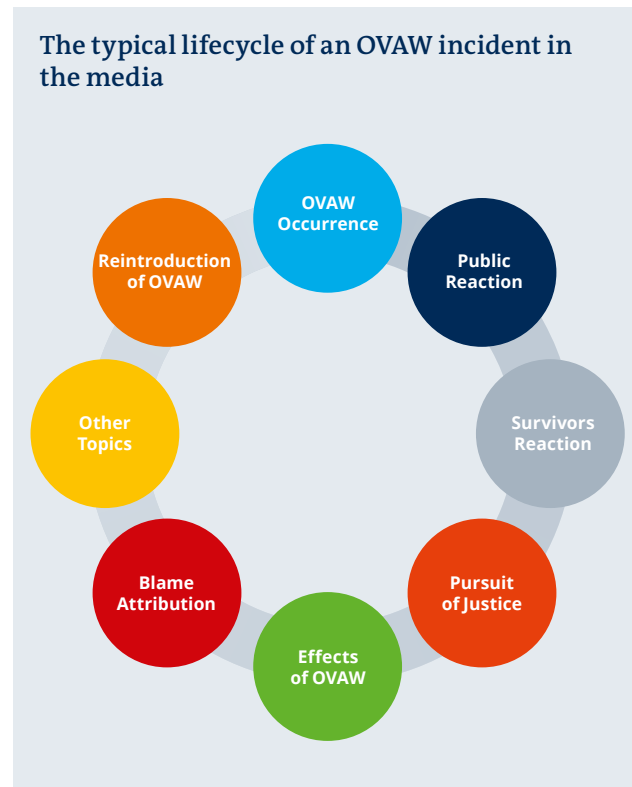 The typical lifecycle of an OVAW incident in
the media
OVAW
Occurrence
Public
Reaction
Survivors
Reaction
Pursuit
of Justice
Effects
of OVAW
Blame
Attribution
Other
Topics
Reintroduction
of OVAW